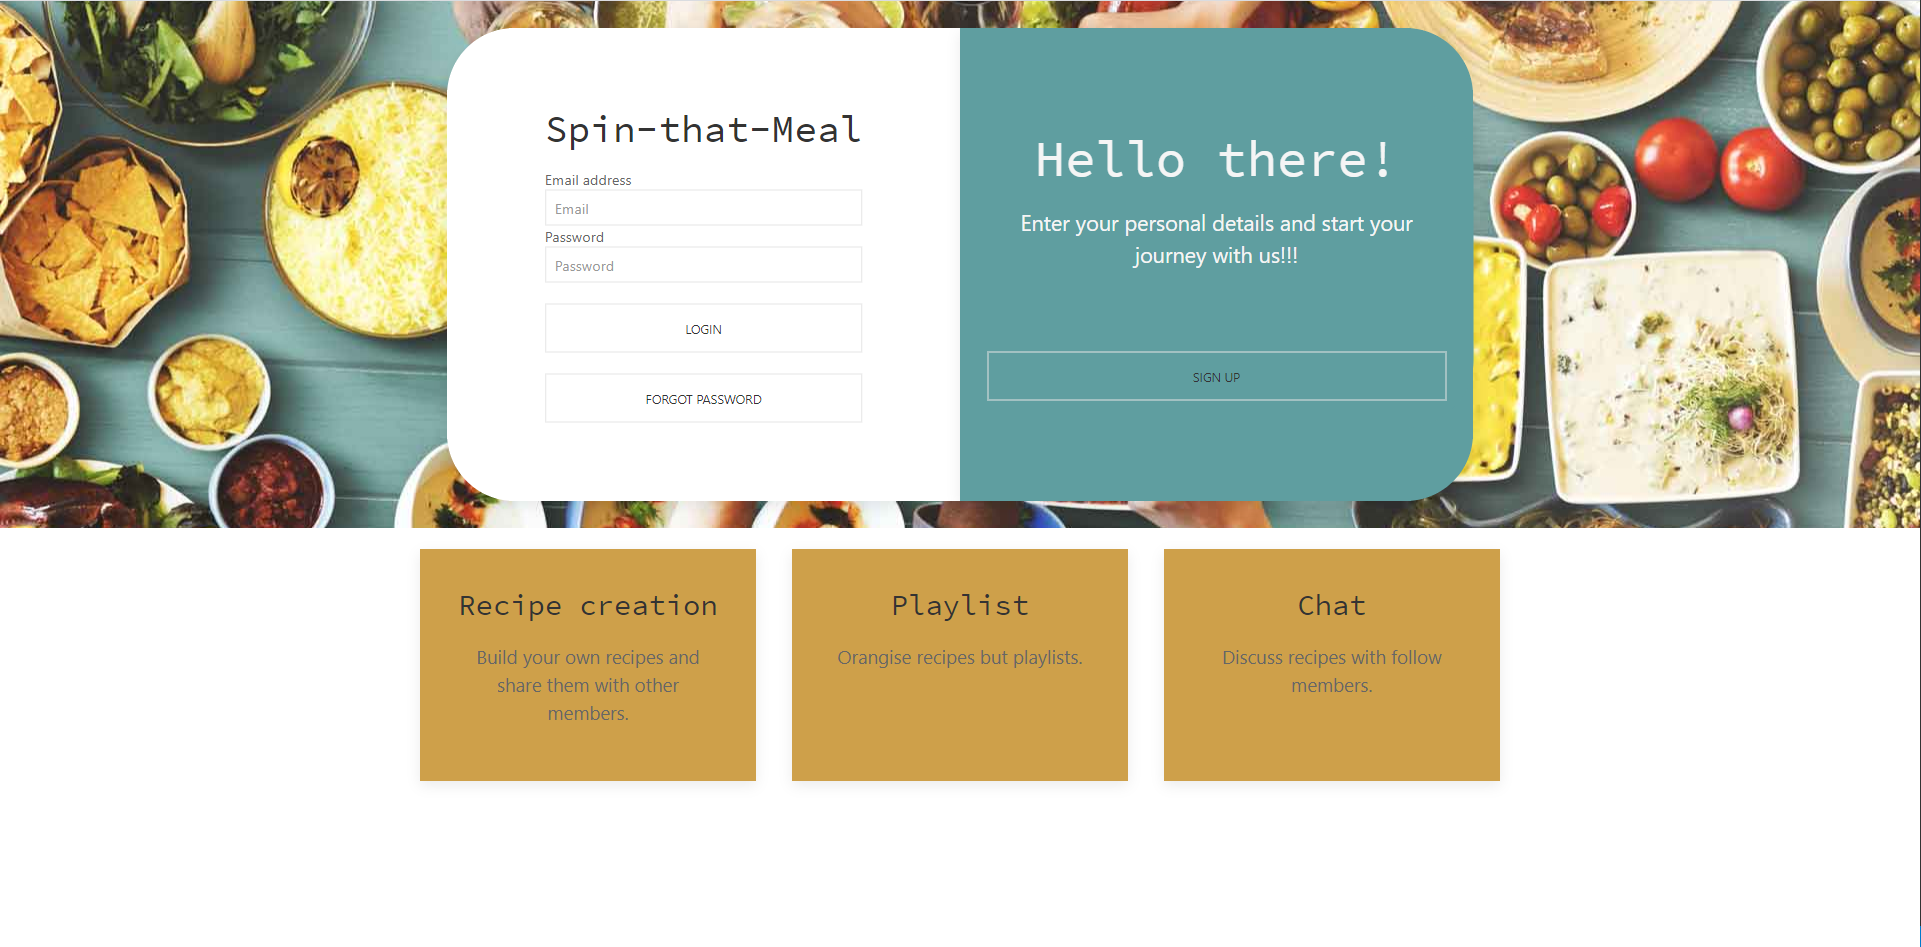 Spin-that-Meal
Email address
Email
Password
Password
LOGIN
FORGOT PASSWORD
Hello there!
Enter your personal details and start your
journey with us!!!
SIGN UP
Recipe creation
Build your own recipes and
share them with other
members.
Playlist
Orangise recipes but playlists.
Chat
Discuss recipes with follow
members.